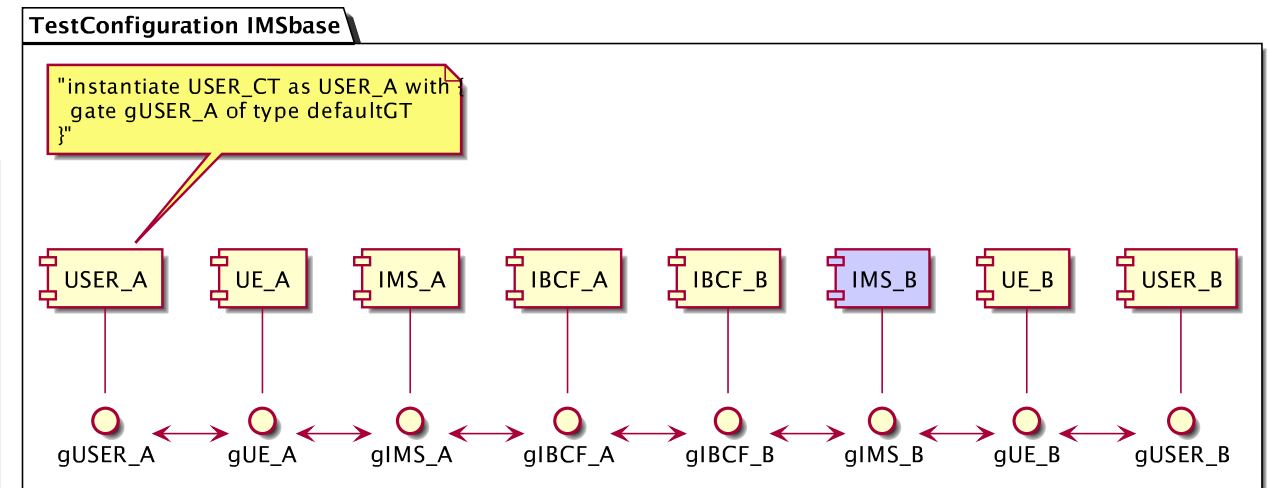 TestConfiguration IMSbase
"instantiate USER_CT as USER_A with {
gate gUSER_A of type defaultGT
}"
USER_A UE_A IMS_A IBCF_A IBCF_B IMS_B UE_B USER_B
gUSER_A gUE_A gIMS_A gIBCF_A gIBCF_B gIMS_B gUE_B gUSER_B